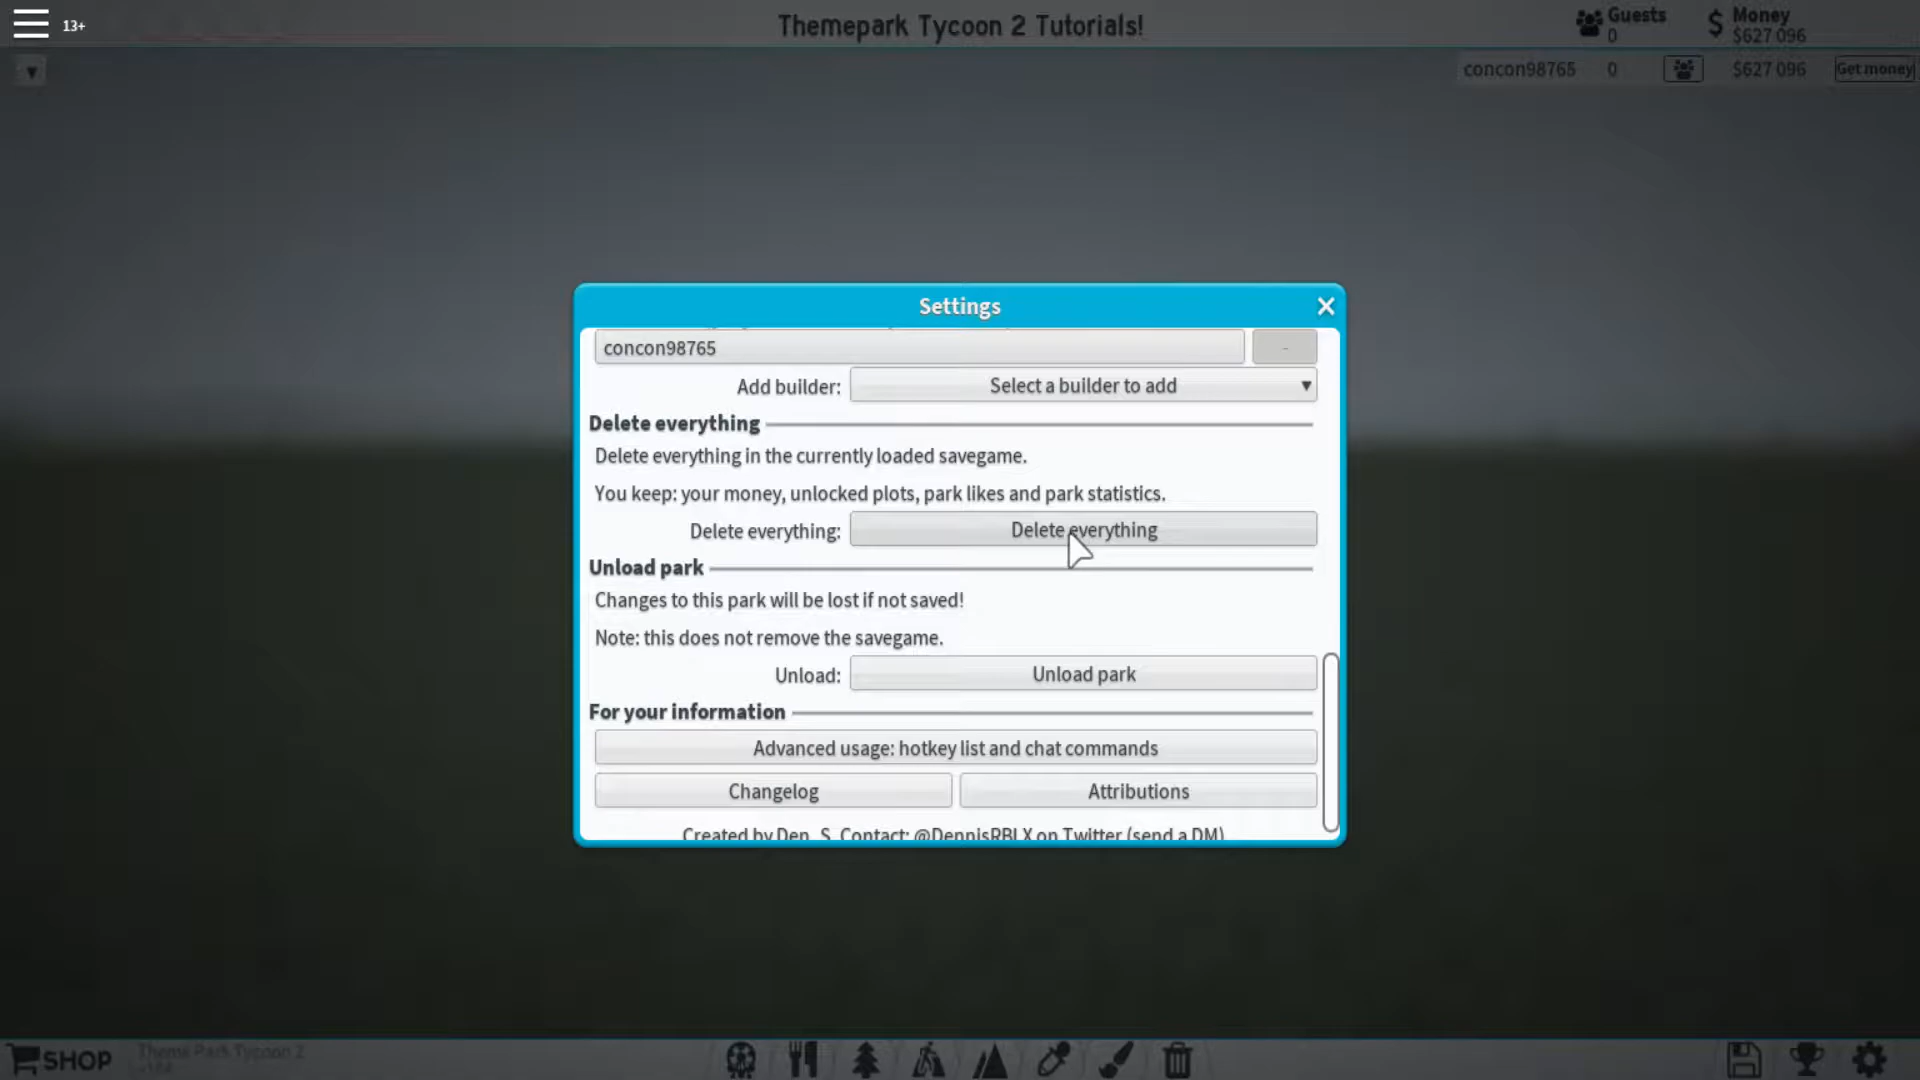 13+
Themepark Tycoon 2 Tutorials!
Guests
0
Money
$627 096
concon98765 0 $627 096 Get money
Settings
concon98765 -
Add builder: Select a builder to add
Delete everything
Delete everything in the currently loaded savegame.
You keep: your money, unlocked plots, park likes and park statistics.
Delete everything: Delete everything
Unload park
Changes to this park will be lost if not saved!
Note: this does not remove the savegame.
Unload: Unload park
For your information
Advanced usage: hotkey list and chat commands
Changelog Attributions
Created by Den_S. Contact: @DennisRBLX on Twitter (send a DM)
SHOP
Theme Park Tycoon 2